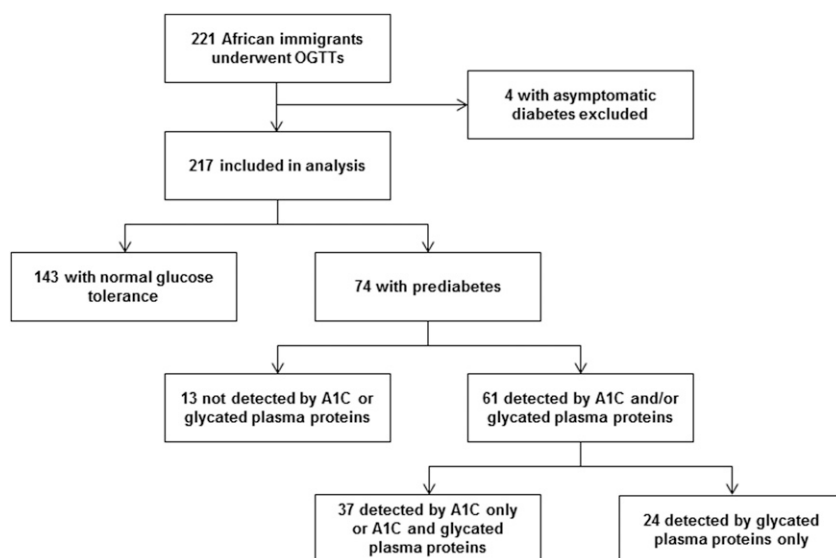 221 African immigrants
underwent OGTTs
4 with asymptomatic
diabetes excluded
217 included in analysis
143 with normal glucose
tolerance
74 with prediabetes
13 not detected by A1C or
glycated plasma proteins
61 detected by A1C and/or
glycated plasma proteins
37 detected by A1C only
or A1C and glycated
plasma proteins
24 detected by glycated
plasma proteins only